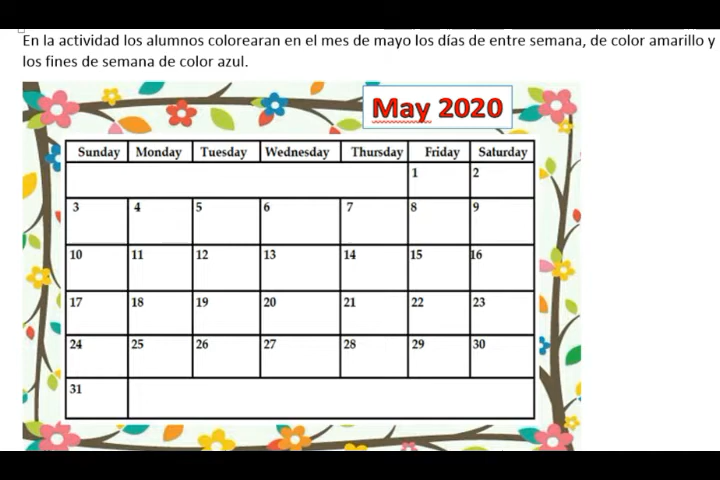 En la actividad los alumnos colorearan en el mes de mayo los días de entre semana, de color amarillo y
los fines de semana de color azul.
May 2020
Sunday Monday Tuesday Wednesday Thursday Friday Saturday
1 2
3 4 5 6 7 8 9
10 11 12 13 14 15 16
17 18 19 20 21 22 23
24 25 26 27 28 29 30
31